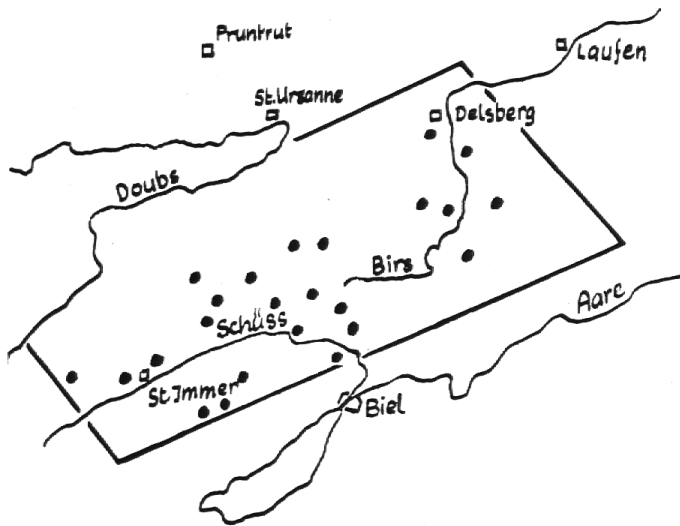 Pruntrut
Laufen
St.Ursanne
Delsberg
Doubs
Birs
Aare
Schüss
St.Immer
Biel